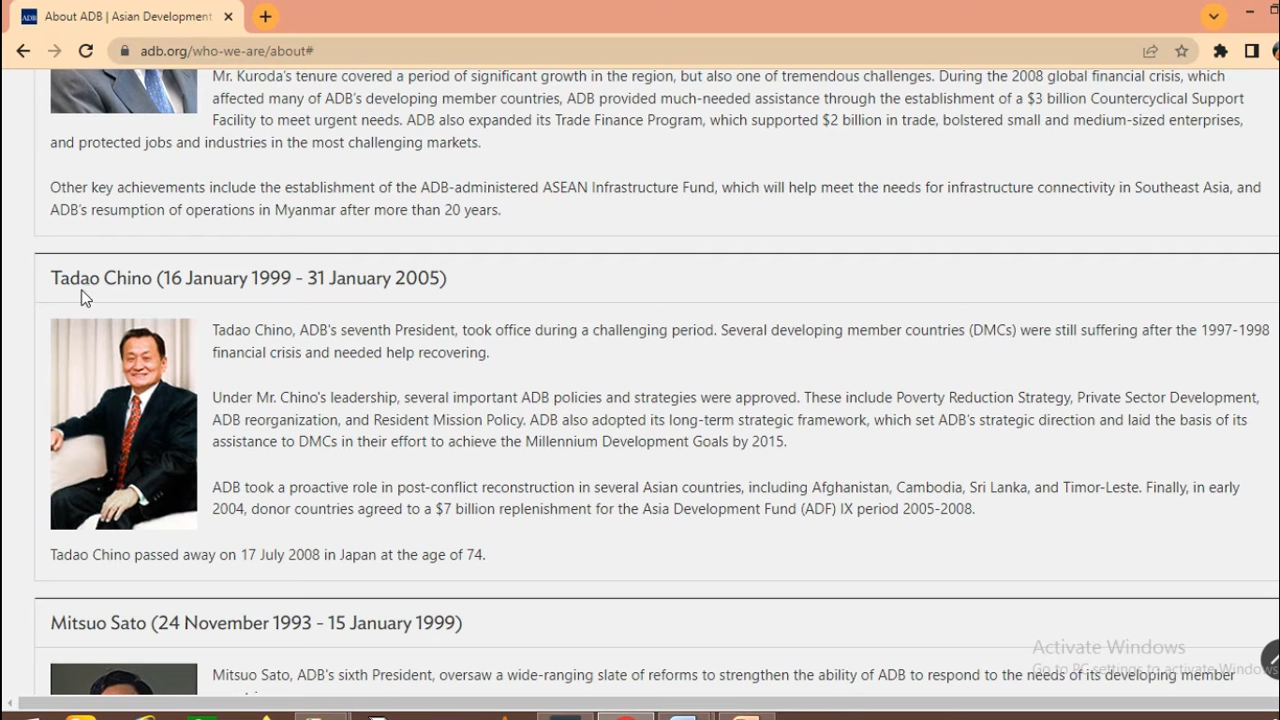 ADB
About ADB | Asian Development
adb.org/who-we-are/about#
Mr. Kuroda's tenure covered a period of significant growth in the region, but also one of tremendous challenges. During the 2008 global financial crisis, which
affected many of ADB's developing member countries, ADB provided much-needed assistance through the establishment of a $3 billion Countercyclical Support
Facility to meet urgent needs. ADB also expanded its Trade Finance Program, which supported $2 billion in trade, bolstered small and medium-sized enterprises,
and protected jobs and industries in the most challenging markets.
Other key achievements include the establishment of the ADB-administered ASEAN Infrastructure Fund, which will help meet the needs for infrastructure connectivity in Southeast Asia, and
ADB's resumption of operations in Myanmar after more than 20 years.
Tadao Chino (16 January 1999 - 31 January 2005)
Tadao Chino, ADB's seventh President, took office during a challenging period. Several developing member countries (DMCs) were still suffering after the 1997-1998
financial crisis and needed help recovering.
Under Mr. Chino's leadership, several important ADB policies and strategies were approved. These include Poverty Reduction Strategy, Private Sector Development,
ADB reorganization, and Resident Mission Policy. ADB also adopted its long-term strategic framework, which set ADB's strategic direction and laid the basis of its
assistance to DMCs in their effort to achieve the Millennium Development Goals by 2015.
ADB took a proactive role in post-conflict reconstruction in several Asian countries, including Afghanistan, Cambodia, Sri Lanka, and Timor-Leste. Finally, in early
2004, donor countries agreed to a $7 billion replenishment for the Asia Development Fund (ADF) IX period 2005-2008.
Tadao Chino passed away on 17 July 2008 in Japan at the age of 74.
Mitsuo Sato (24 November 1993 - 15 January 1999)
Activate Windows
Go to PC settings to activate Windows
Mitsuo Sato, ADB's sixth President, oversaw a wide-ranging slate of reforms to strengthen the ability of ADB to respond to the needs of its developing member